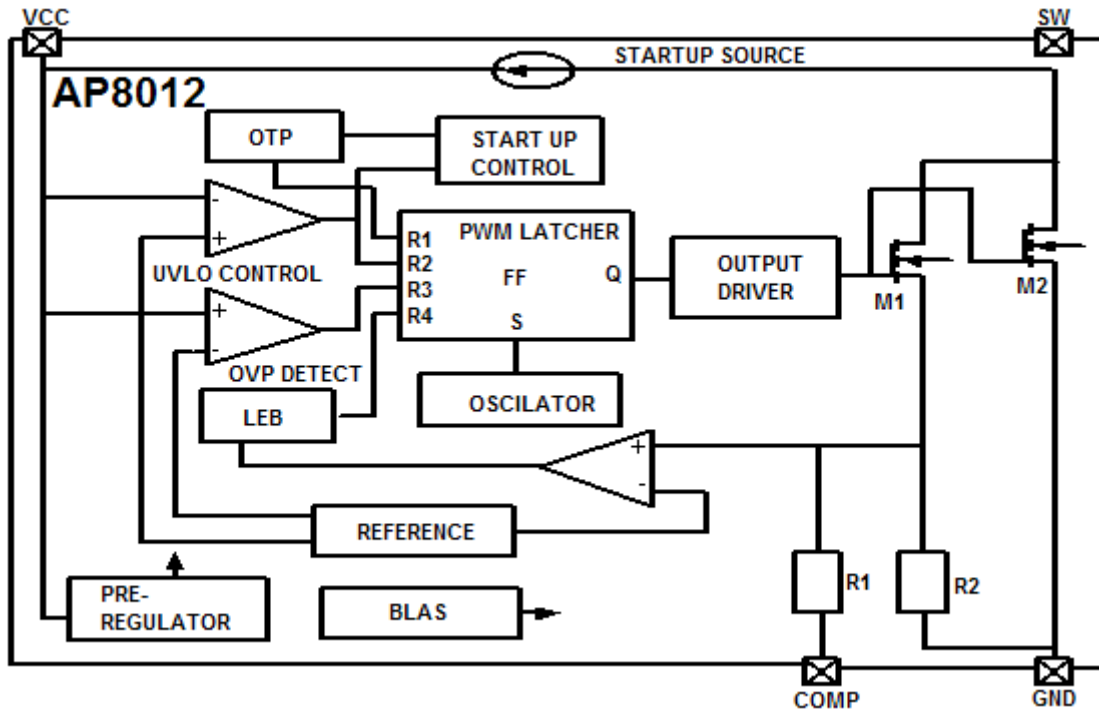 VCC
SW
STARTUP SOURCE
AP8012
OTP
START UP
CONTROL
-
+
UVLO CONTROL
R1
R2
R3
R4
PWM LATCHER
FF
Q
S
OUTPUT
DRIVER
M1
M2
+
-
OVP DETECT
LEB
OSCILATOR
+
-
REFERENCE
PRE-
REGULATOR
BLAS
R1
R2
COMP
GND